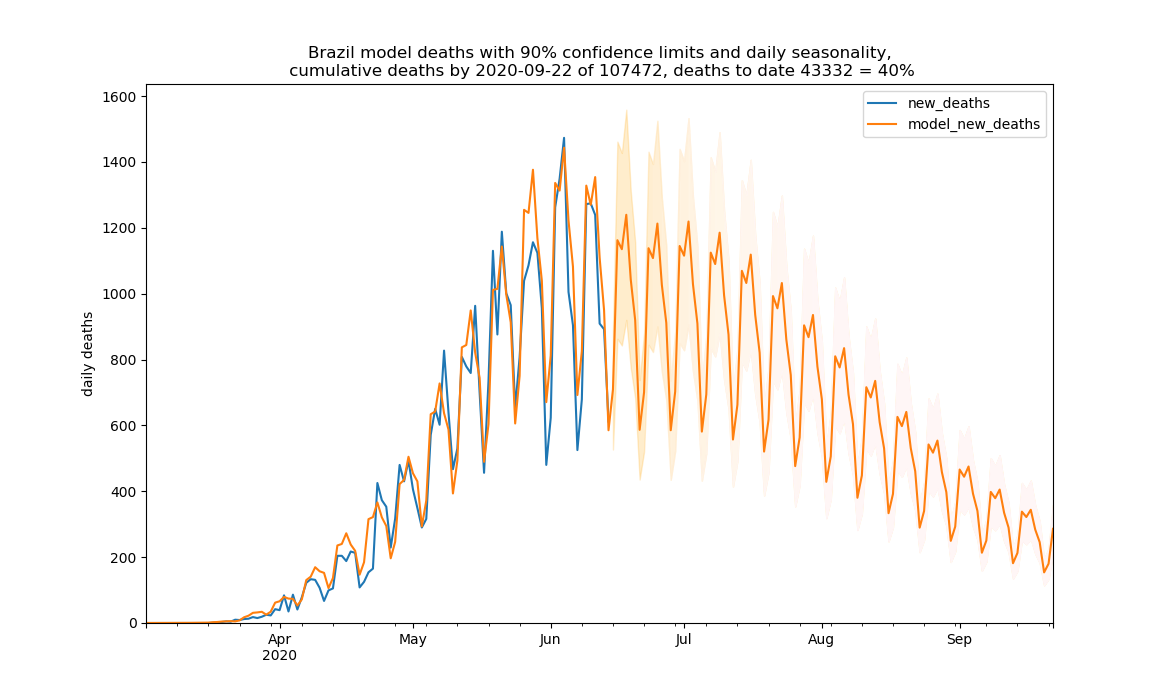 Brazil model deaths with 90% confidence limits and daily seasonality,
cumulative deaths by 2020-09-22 of 107472, deaths to date 43332 = 40%
new_deaths
model_new_deaths
daily deaths
1600
1400
1200
1000
800
600
400
200
0
Apr
2020
May
Jun
Jul
Aug
Sep